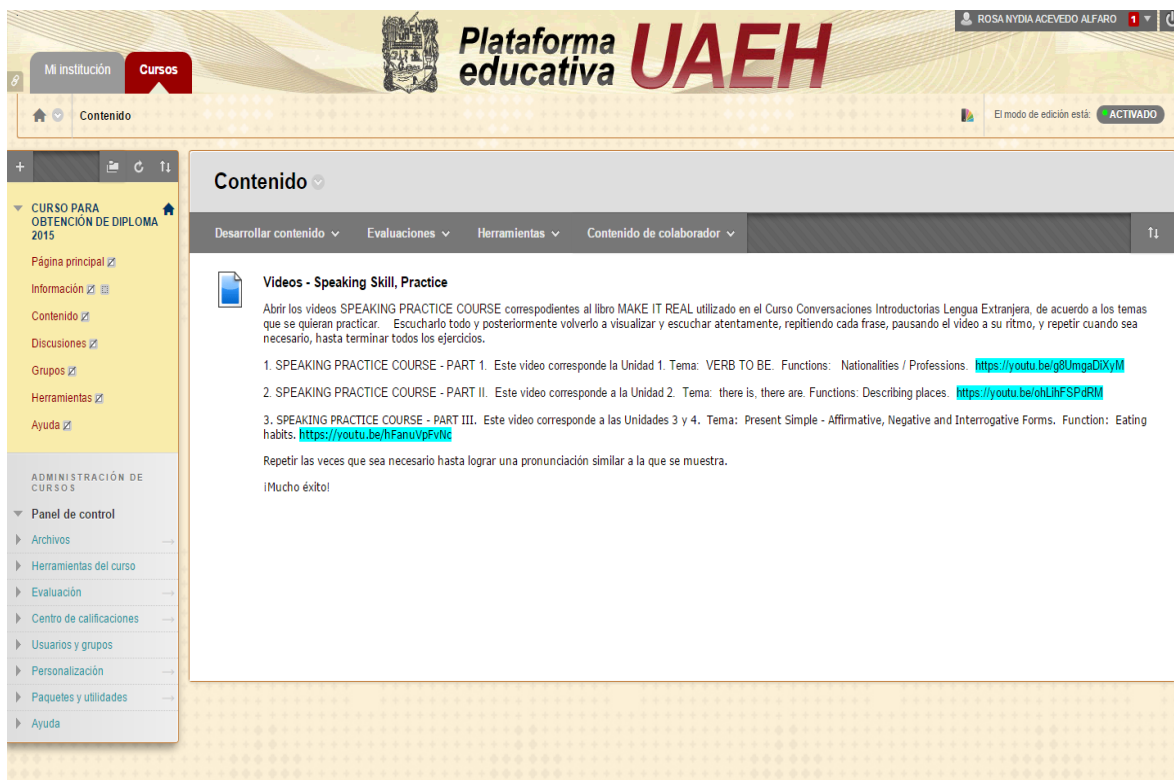 ROSA NYDIA ACEVEDO ALFARO 1
Plataforma
educativa UAEH
Mi institución Cursos
Contenido
El modo de edición está: ACTIVADO
Contenido
CURSO PARA
OBTENCIÓN DE DIPLOMA
2015
Página principal
Información
Contenido
Discusiones
Grupos
Herramientas
Ayuda
ADMINISTRACIÓN DE
CURSOS
Panel de control
Archivos
Herramientas del curso
Evaluación
Centro de calificaciones
Usuarios y grupos
Personalización
Paquetes y utilidades
Ayuda
Desarrollar contenido Evaluaciones Herramientas Contenido de colaborador
Videos - Speaking Skill, Practice
Abrir los videos SPEAKING PRACTICE COURSE correspodientes al libro MAKE IT REAL utilizado en el Curso Conversaciones Introductorias Lengua Extranjera, de acuerdo a los temas
que se quieran practicar. Escucharlo todo y posteriormente volverlo a visualizar y escuchar atentamente, repitiendo cada frase, pausando el video a su ritmo, y repetir cuando sea
necesario, hasta terminar todos los ejercicios.
1. SPEAKING PRACTICE COURSE - PART 1. Este video corresponde la Unidad 1. Tema: VERB TO BE. Functions: Nationalities / Professions. https://youtu.be/g8UmgaDiXyM
2. SPEAKING PRACTICE COURSE - PART II. Este video corresponde a la Unidad 2. Tema: there is, there are. Functions: Describing places. https://youtu.be/ohLihFSPdRM
3. SPEAKING PRACTICE COURSE - PART III. Este video corresponde a las Unidades 3 y 4. Tema: Present Simple - Affirmative, Negative and Interrogative Forms. Function: Eating
habits. https://youtu.be/hFanuVpFvNc
Repetir las veces que sea necesario hasta lograr una pronunciación similar a la que se muestra.
¡Mucho éxito!